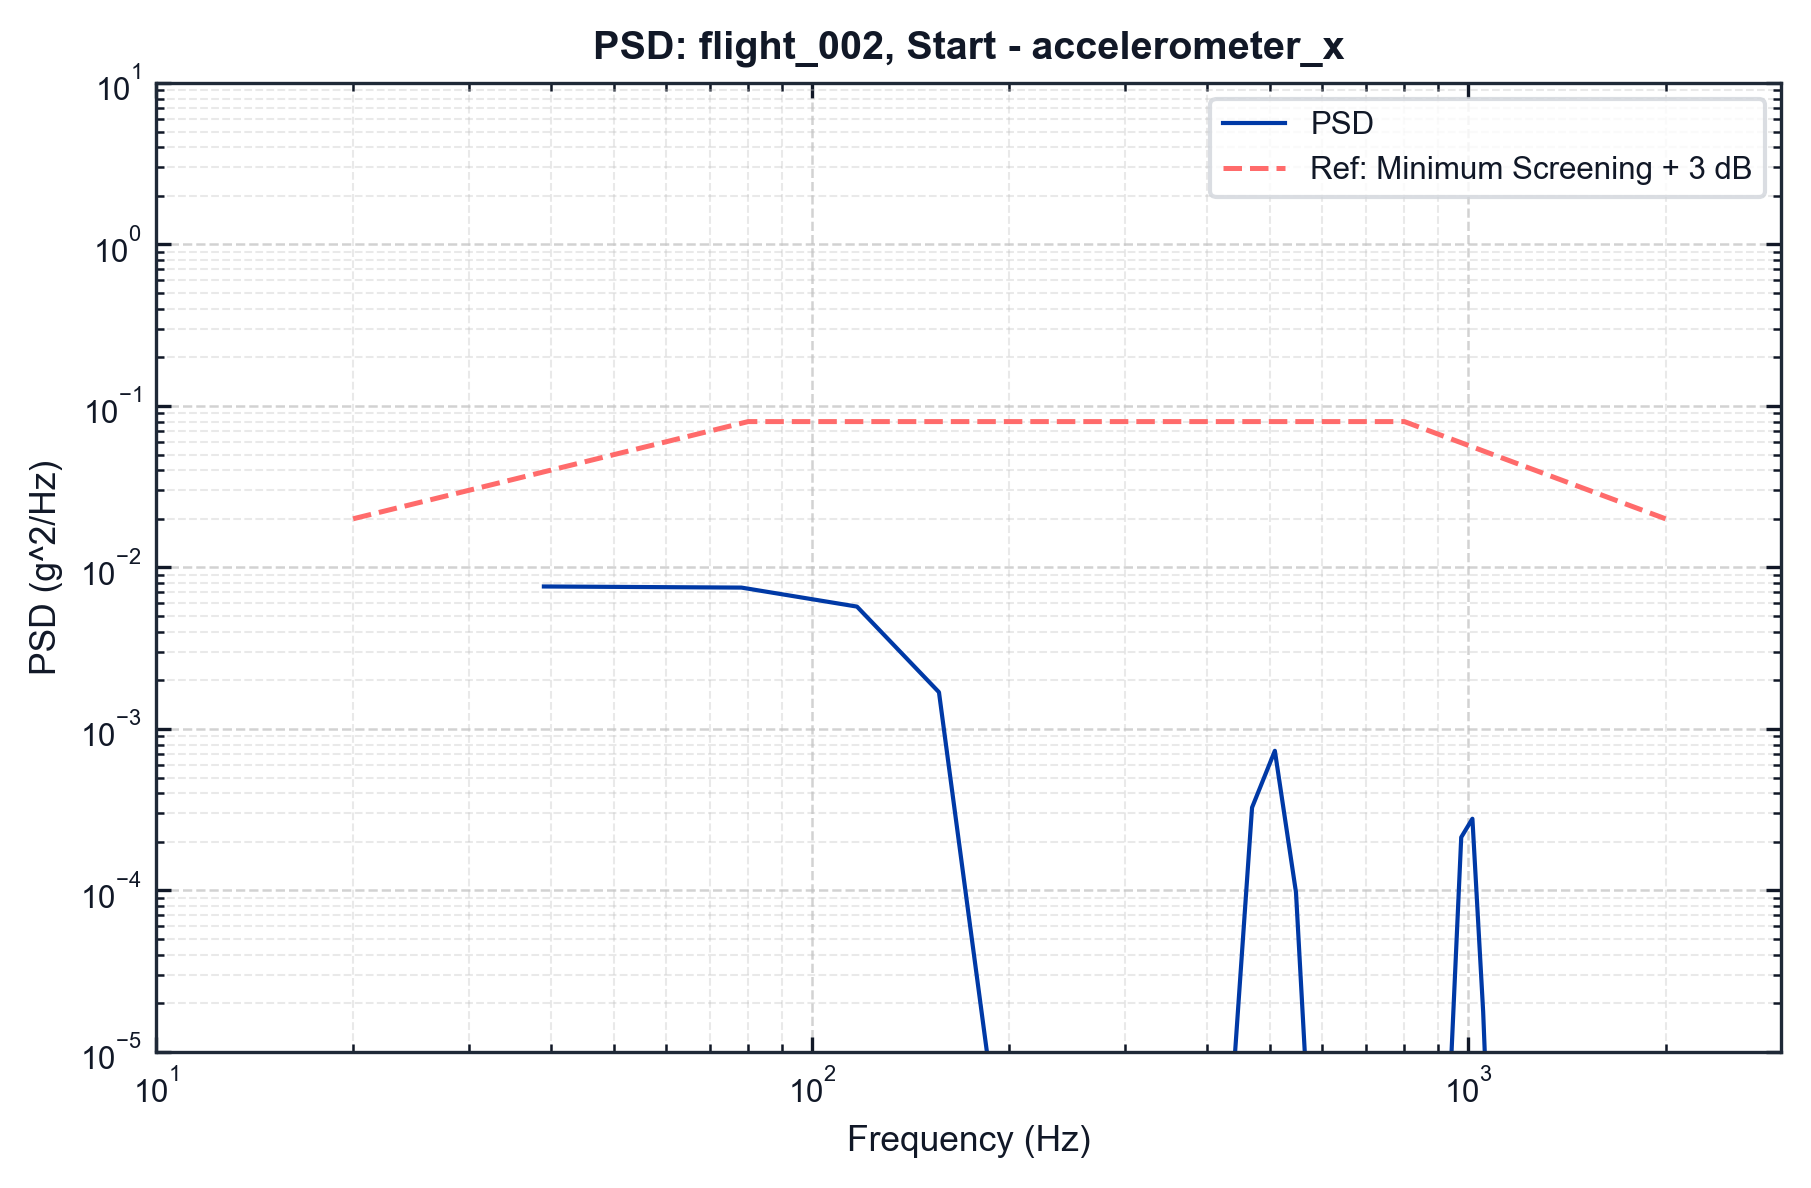 PSD: flight_002, Start - accelerometer_x
PSD
Ref: Minimum Screening + 3 dB
PSD (g^2/Hz)
10^1
10^0
10^−1
10^−2
10^−3
10^−4
10^−5
10^1 10^2 10^3
Frequency (Hz)